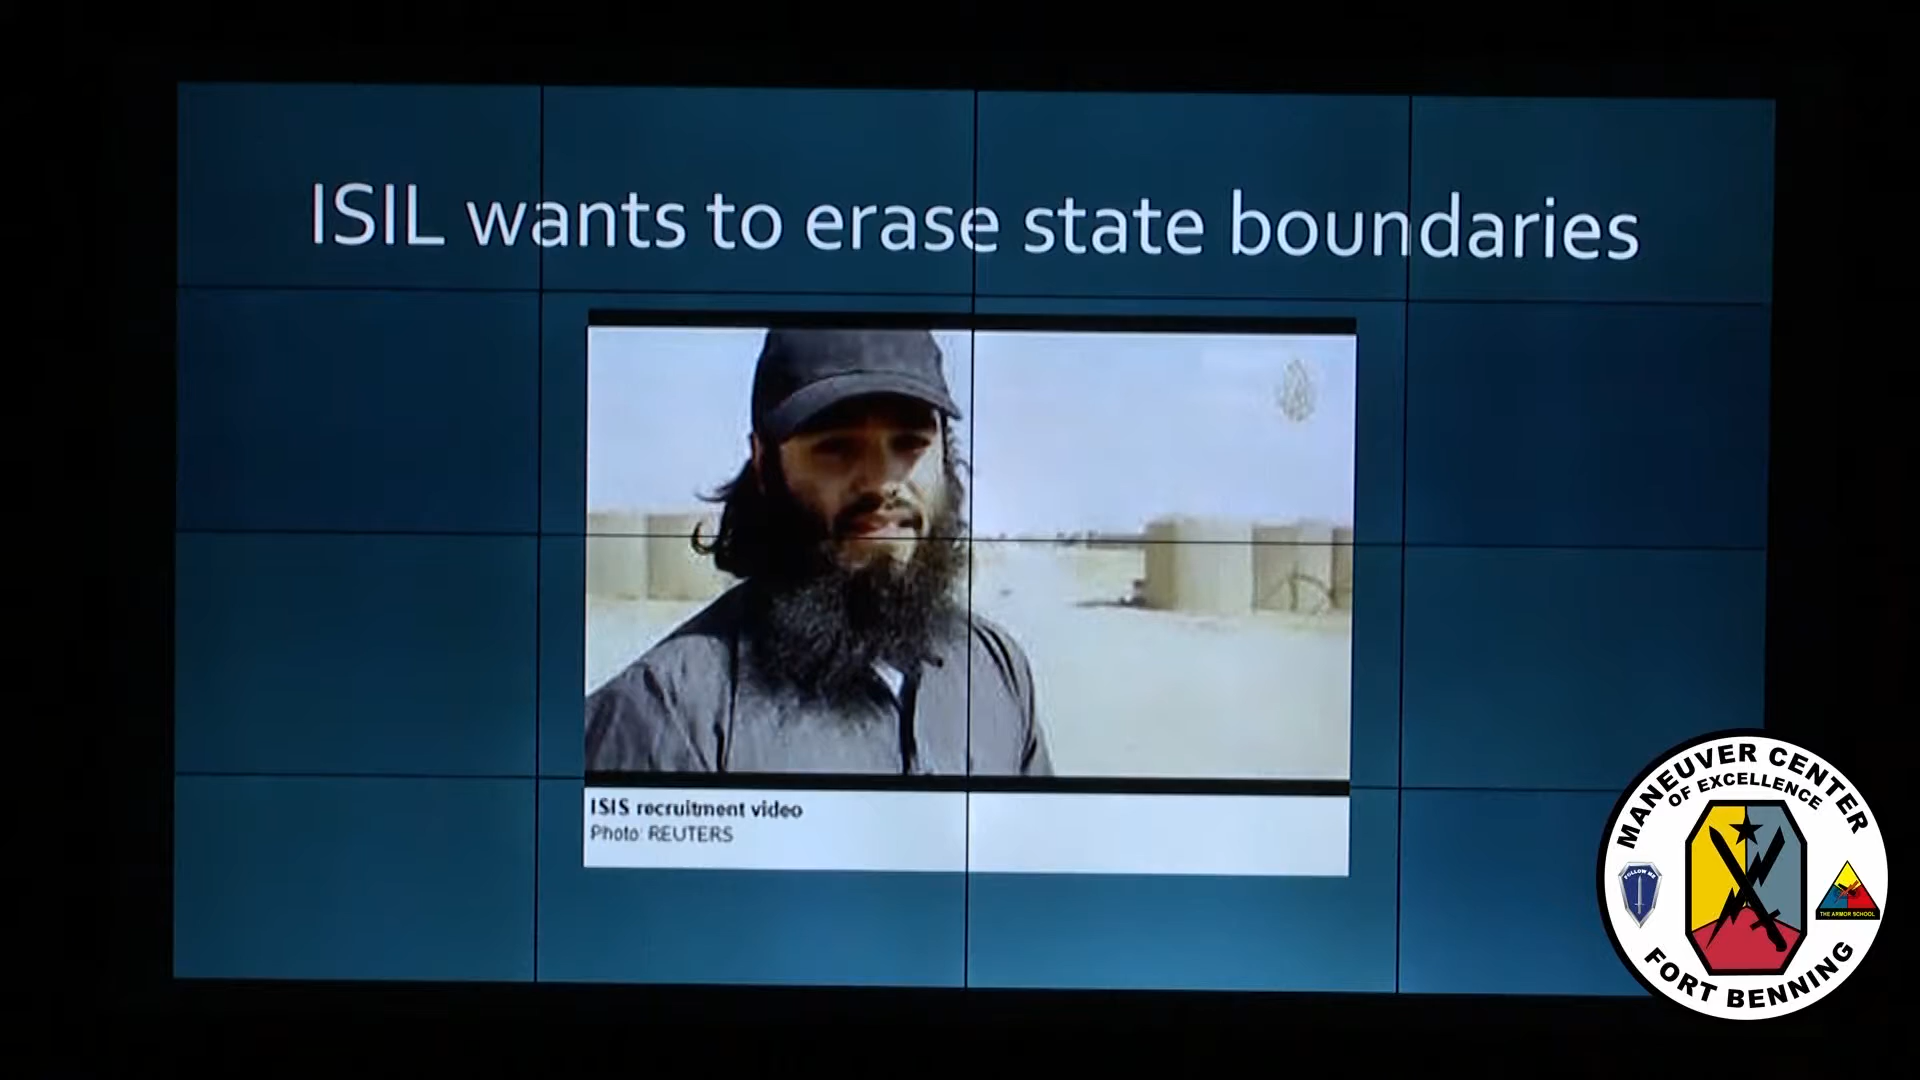 ISIL wants to erase state boundaries
ISIS recruitment video
Photo: REUTERS
MANEUVER CENTER
OF EXCELLENCE
FOLLOW ME
THE ARMOR SCHOOL
FORT BENNING